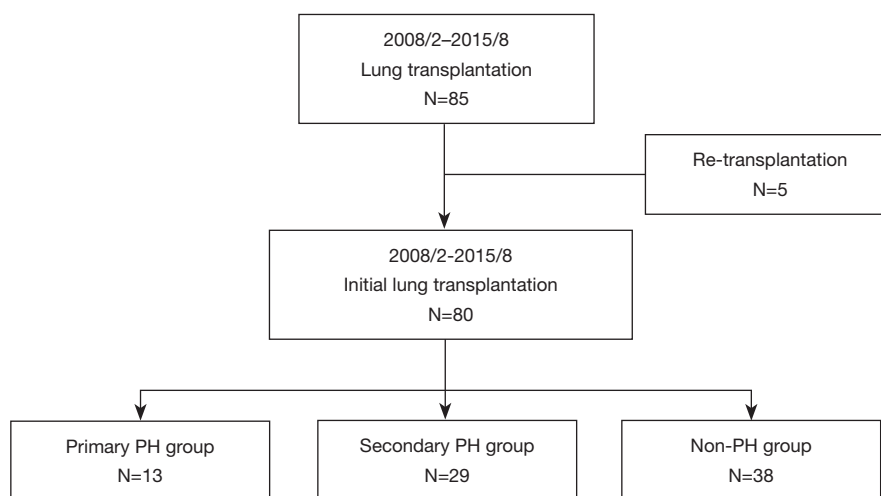 2008/2–2015/8
Lung transplantation
N=85
Re-transplantation
N=5
2008/2-2015/8
Initial lung transplantation
N=80
Primary PH group
N=13
Secondary PH group
N=29
Non-PH group
N=38